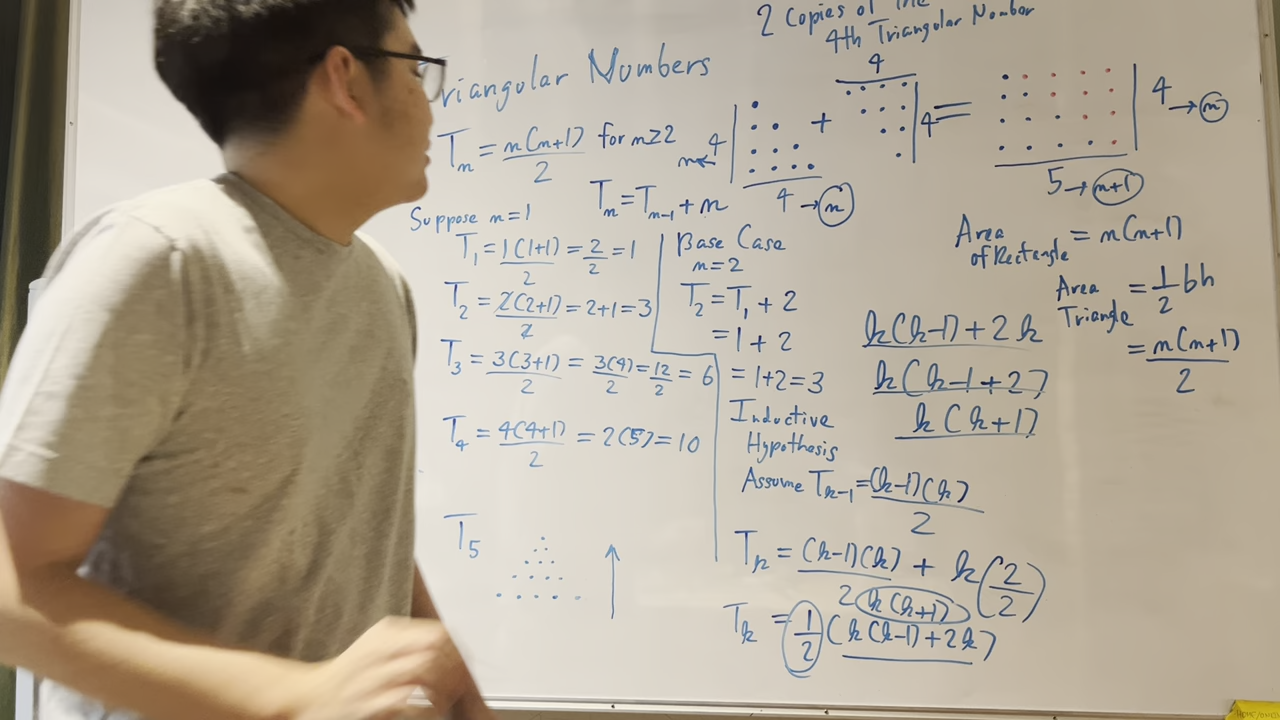 2 Copies of the
4th Triangular Number
riangular Numbers
Tn = n(n+1)/2 for n≥2
Tn = Tn-1 + n
n← 4
4 → n
+
4
4
=
4 → n
5 → n+1
Suppose n=1
T1 = 1(1+1)/2 = 2/2 = 1
T2 = 2(2+1)/2 = 2+1 = 3
T3 = 3(3+1)/2 = 3(4)/2 = 12/2 = 6
T4 = 4(4+1)/2 = 2(5) = 10
T5
Base Case
n=2
T2 = T1 + 2
= 1 + 2
= 1+2 = 3
Inductive
Hypothesis
Assume Tk-1 = (k-1)(k)/2
Tk = (k-1)(k)/2 + k(2/2)
k(k+1)
Tk = 1/2 (k(k-1)+2k)
k(k-1)+2k
k(k-1+2)
k(k+1)
Area
of Rectangle = n(n+1)
Area
Triangle = 1/2 bh
= n(n+1)/2